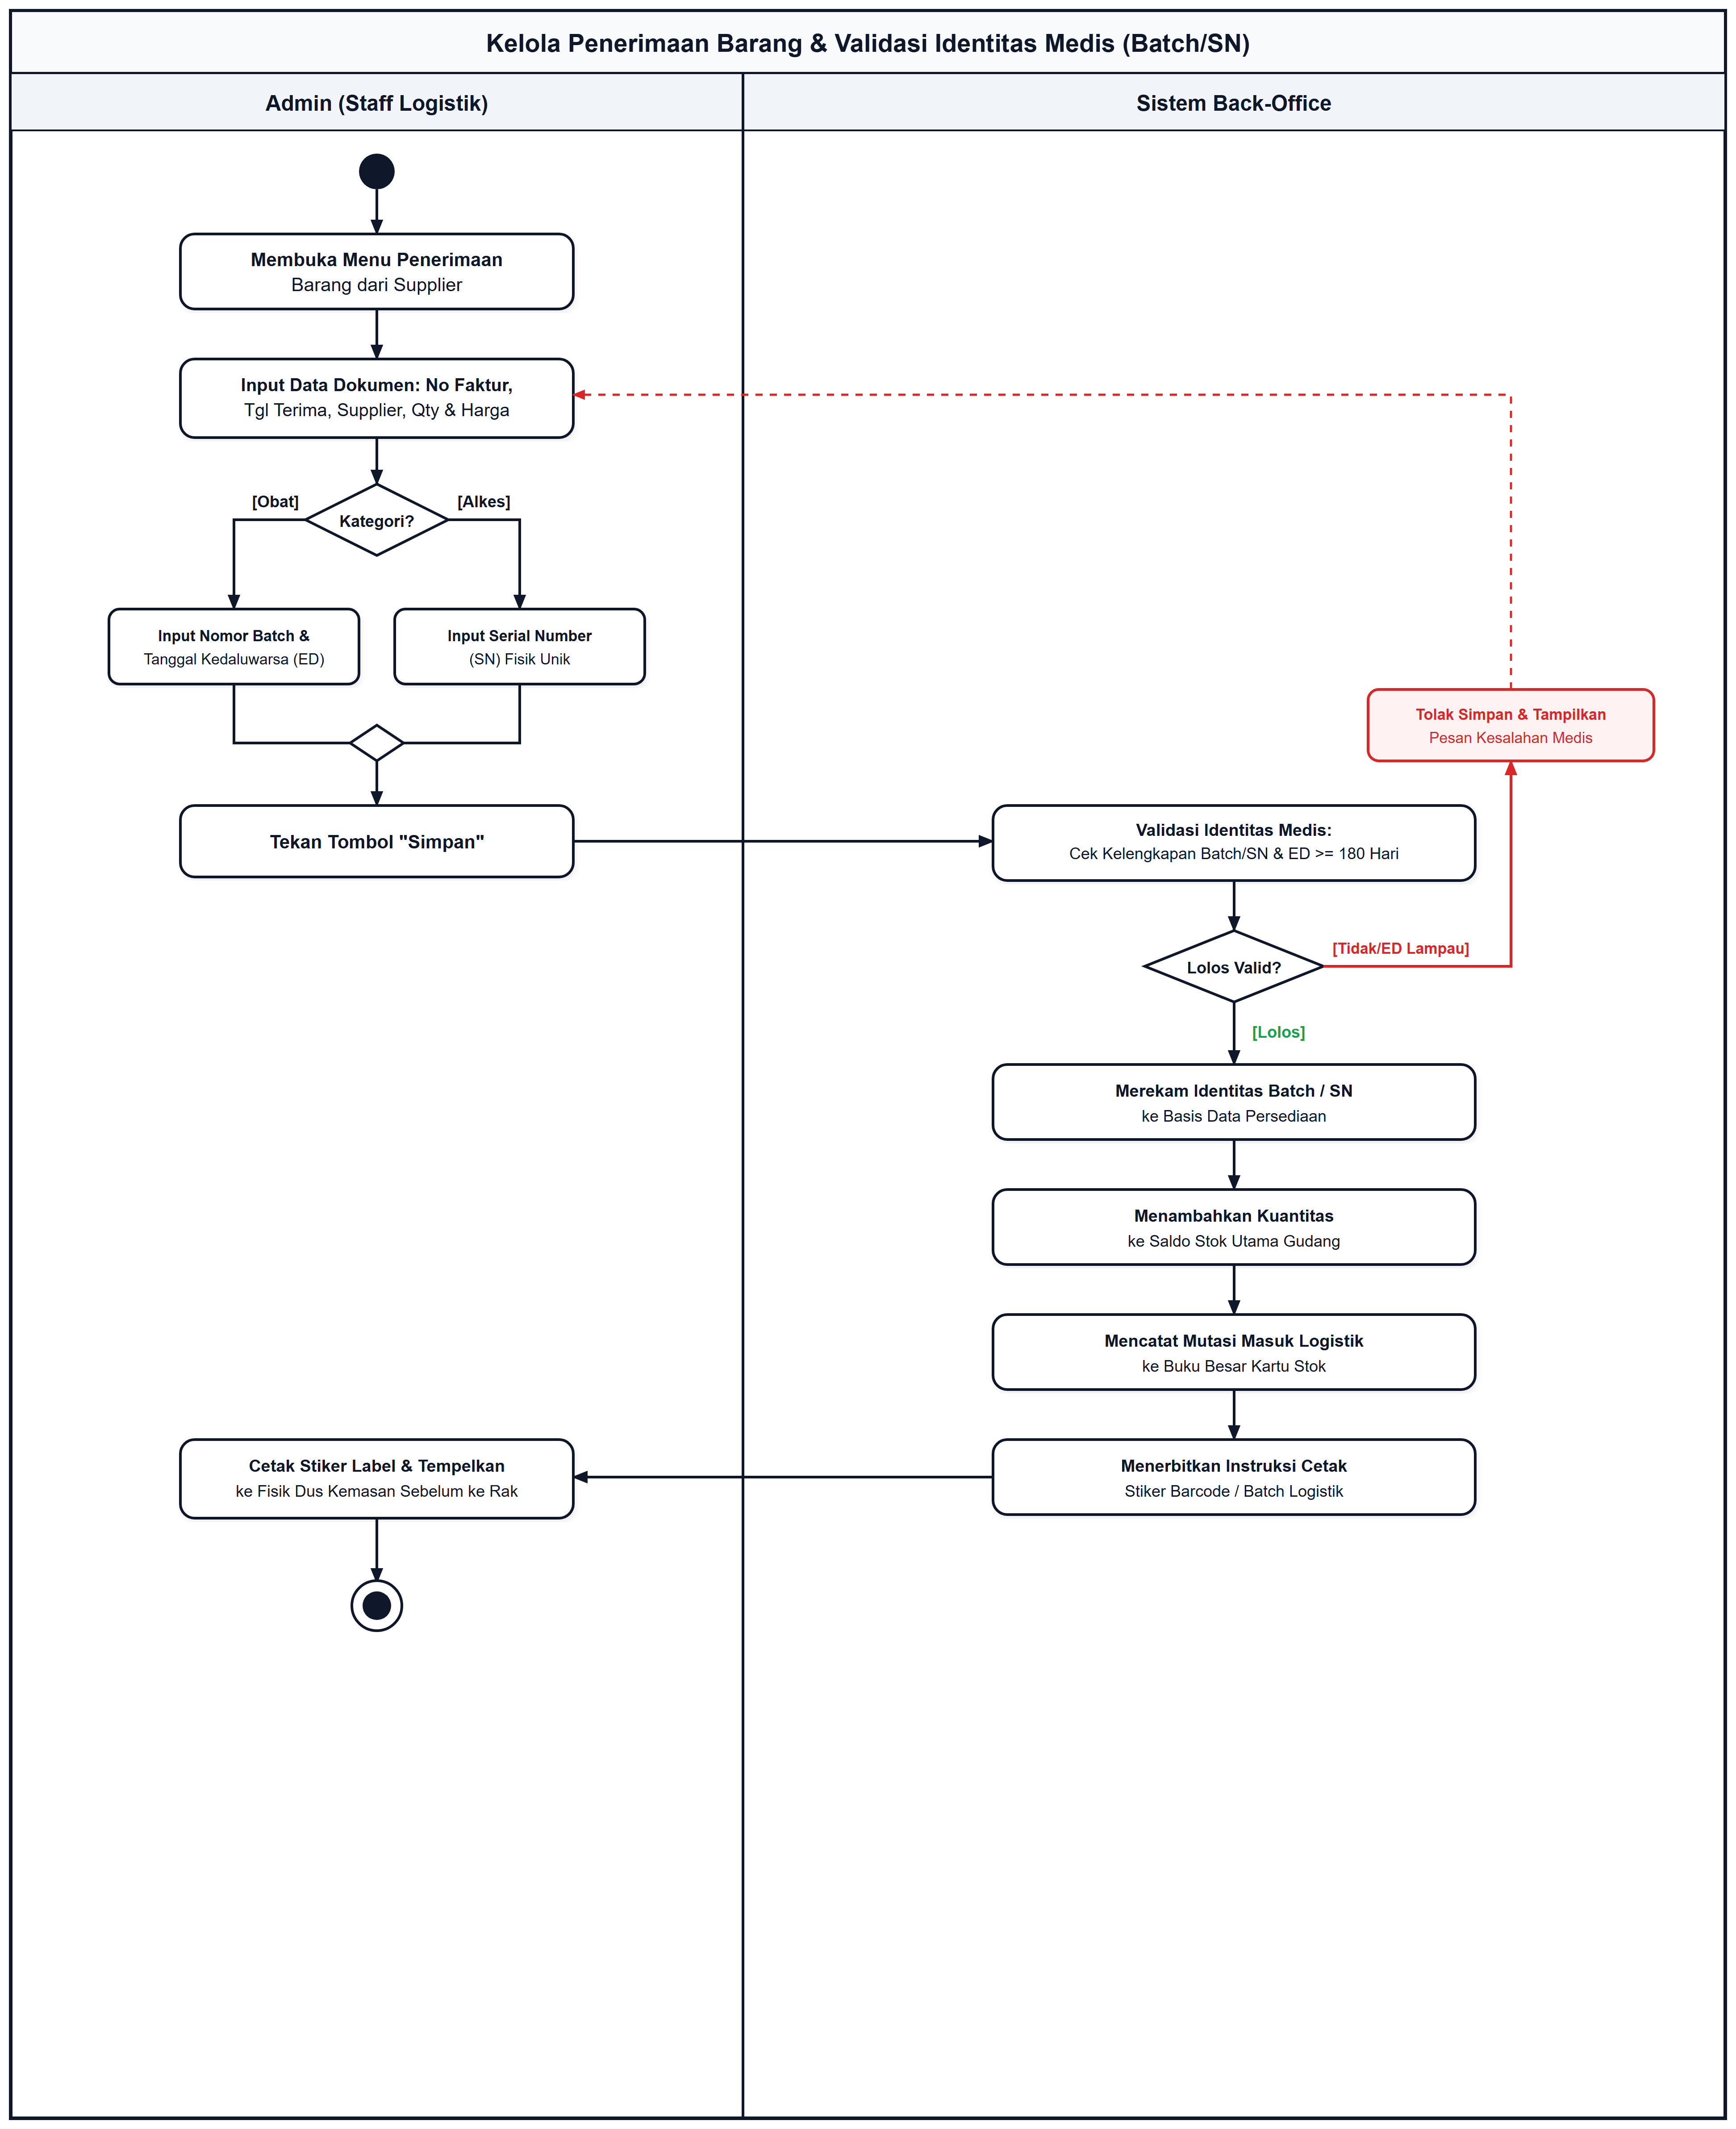 Kelola Penerimaan Barang & Validasi Identitas Medis (Batch/SN)
Admin (Staff Logistik)
Sistem Back-Office
Membuka Menu Penerimaan
Barang dari Supplier
Input Data Dokumen: No Faktur,
Tgl Terima, Supplier, Qty & Harga
[Obat]
[Alkes]
Kategori?
Input Nomor Batch &
Tanggal Kedaluwarsa (ED)
Input Serial Number
(SN) Fisik Unik
Tolak Simpan & Tampilkan
Pesan Kesalahan Medis
Tekan Tombol "Simpan"
Validasi Identitas Medis:
Cek Kelengkapan Batch/SN & ED >= 180 Hari
[Tidak/ED Lampau]
Lolos Valid?
[Lolos]
Merekam Identitas Batch / SN
ke Basis Data Persediaan
Menambahkan Kuantitas
ke Saldo Stok Utama Gudang
Mencatat Mutasi Masuk Logistik
ke Buku Besar Kartu Stok
Cetak Stiker Label & Tempelkan
ke Fisik Dus Kemasan Sebelum ke Rak
Menerbitkan Instruksi Cetak
Stiker Barcode / Batch Logistik